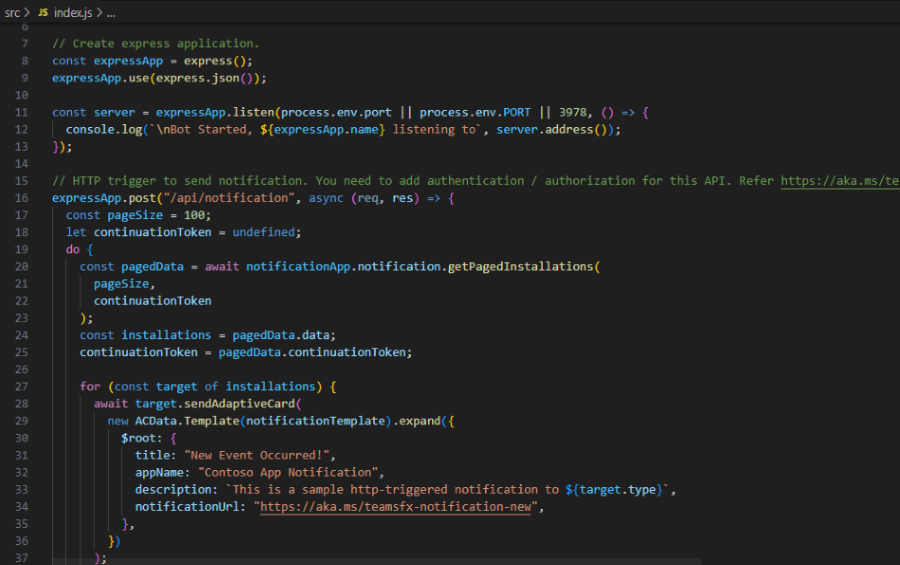 src > JS index.js > ...
6
7 // Create express application.
8 const expressApp = express();
9 expressApp.use(express.json());
10
11 const server = expressApp.listen(process.env.port || process.env.PORT || 3978, () => {
12   console.log(`\nBot Started, ${expressApp.name} listening to`, server.address());
13 });
14
15 // HTTP trigger to send notification. You need to add authentication / authorization for this API. Refer https://aka.ms/te
16 expressApp.post("/api/notification", async (req, res) => {
17   const pageSize = 100;
18   let continuationToken = undefined;
19   do {
20     const pagedData = await notificationApp.notification.getPagedInstallations(
21       pageSize,
22       continuationToken
23     );
24     const installations = pagedData.data;
25     continuationToken = pagedData.continuationToken;
26
27     for (const target of installations) {
28       await target.sendAdaptiveCard(
29         new ACData.Template(notificationTemplate).expand({
30           $root: {
31             title: "New Event Occurred!",
32             appName: "Contoso App Notification",
33             description: `This is a sample http-triggered notification to ${target.type}`,
34             notificationUrl: "https://aka.ms/teamsfx-notification-new",
35           },
36         })
37       );